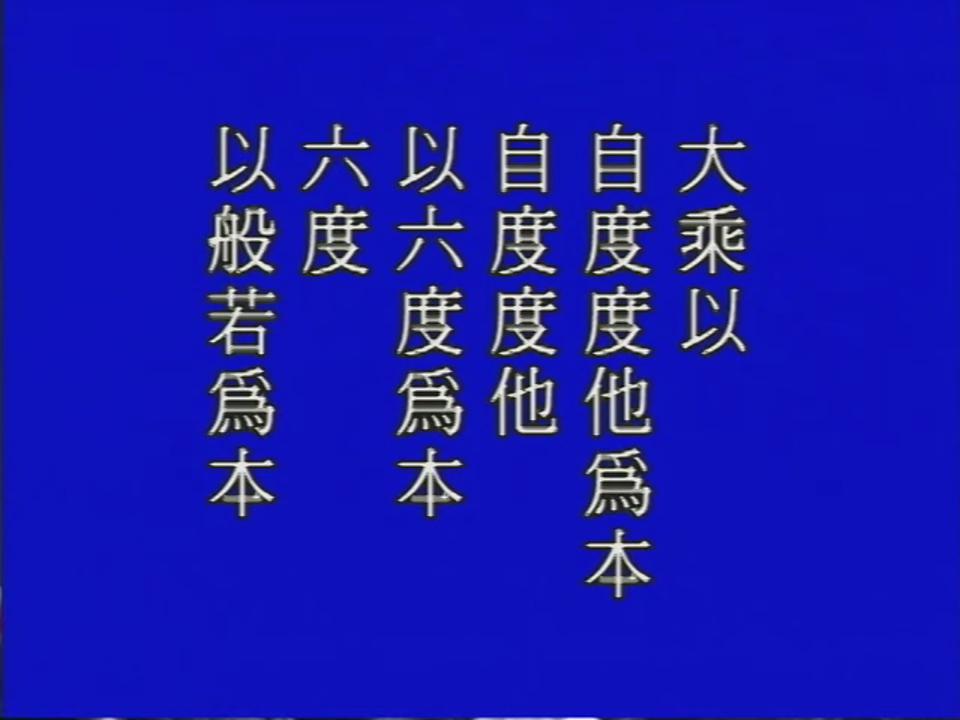 大乘以
自度度他爲本
自度度他
以六度爲本
六度
以般若爲本